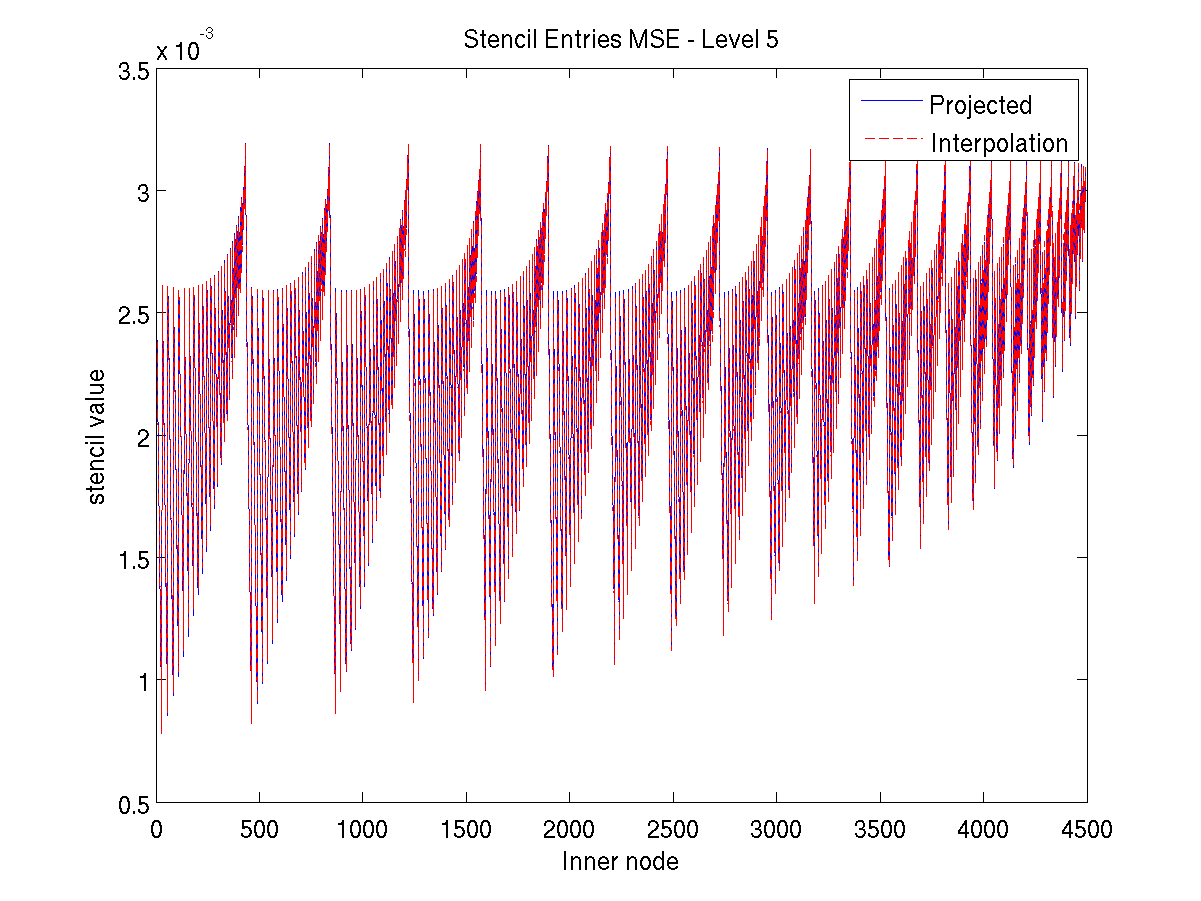 Stencil Entries MSE - Level 5
x 10^-3
3.5
3
2.5
2
1.5
1
0.5
stencil value
Projected
Interpolation
0 500 1000 1500 2000 2500 3000 3500 4000 4500
Inner node